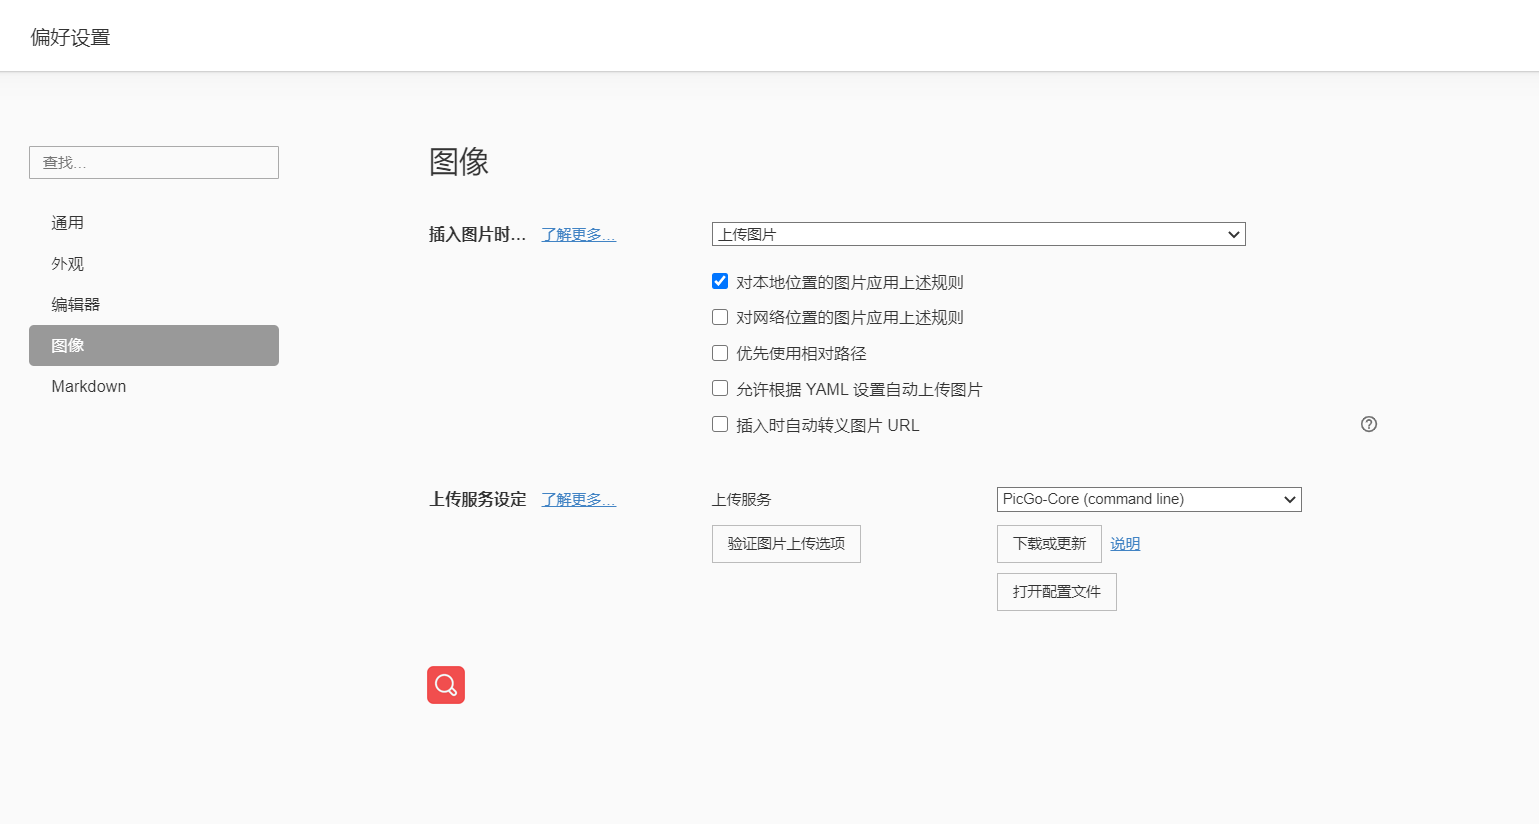 偏好设置
查找...
通用
外观
编辑器
图像
Markdown
图像
插入图片时... 了解更多... 上传图片
对本地位置的图片应用上述规则
对网络位置的图片应用上述规则
优先使用相对路径
允许根据 YAML 设置自动上传图片
插入时自动转义图片 URL
上传服务设定 了解更多... 上传服务 PicGo-Core (command line)
验证图片上传选项 下载或更新 说明
打开配置文件